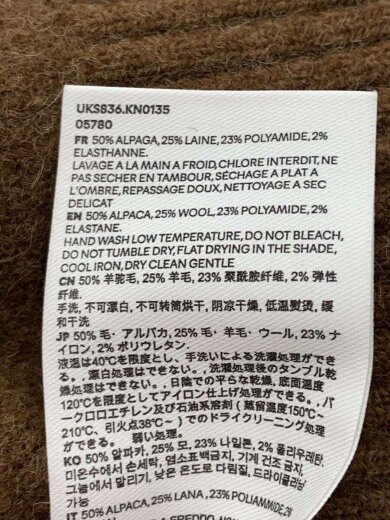 UKS836.KN0135
05780
FR 50% ALPAGA, 25% LAINE, 23% POLYAMIDE, 2%
ELASTHANNE.
LAVAGE A LA MAIN A FROID, CHLORE INTERDIT, NE
PAS SECHER EN TAMBOUR, SÉCHAGE A PLAT A
L'OMBRE, REPASSAGE DOUX, NETTOYAGE A SEC
DELICAT
EN 50% ALPACA, 25% WOOL, 23% POLYAMIDE, 2%
ELASTANE.
HAND WASH LOW TEMPERATURE, DO NOT BLEACH,
DO NOT TUMBLE DRY, FLAT DRYING IN THE SHADE,
COOL IRON, DRY CLEAN GENTLE
CN 50% 羊驼毛, 25% 羊毛, 23% 聚酰胺纤维, 2% 弹性
纤维.
手洗, 不可漂白, 不可转筒烘干, 阴凉干燥, 低温熨烫, 缓
和干洗
JP 50% 毛・アルパカ, 25% 毛・羊毛・ウール, 23% ナ
イロン, 2% ポリウレタン.
液温は40℃を限度とし、手洗いによる洗濯処理ができ
る。, 漂白処理はできない。, 洗濯処理後のタンブル乾
燥処理はできない。, 日陰での平らな乾燥, 底面温度
120℃を限度としてアイロン仕上げ処理ができる。, パ
ークロロエチレン及び石油系溶剤（蒸留温度150℃～
210℃、引火点38℃～）でのドライクリーニング処理
ができる。 弱い処理。
KO 50% 알파카, 25% 모, 23% 나일론, 2% 폴리우레탄.
미온수에서 손세탁, 염소표백금지, 기계 건조 금지,
그늘에서 말리기, 낮은 온도로 다림질, 드라이클리닝
가능
IT 50% ALPACA, 25% LANA, 23% POLIAMMIDE, 2%